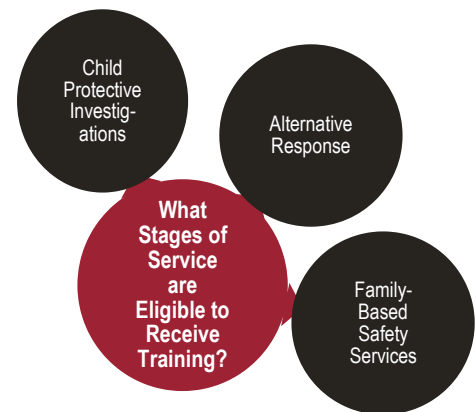 Child
Protective
Investig-
ations
Alternative
Response
What
Stages of
Service
are
Eligible to
Receive
Training?
Family-
Based
Safety
Services